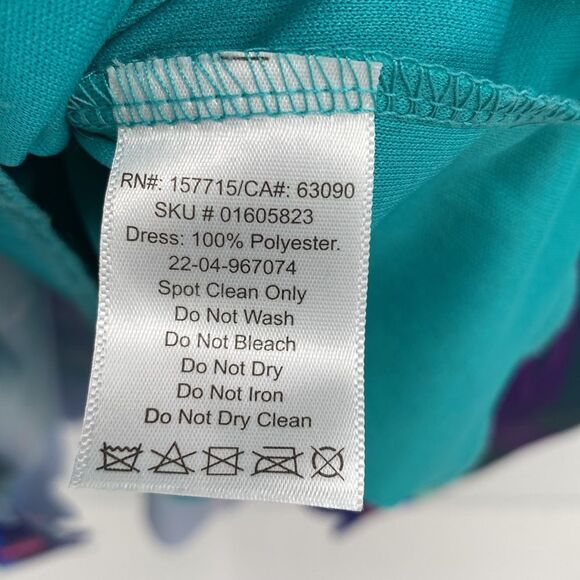 RN#: 157715/CA#: 63090
SKU # 01605823
Dress: 100% Polyester.
22-04-967074
Spot Clean Only
Do Not Wash
Do Not Bleach
Do Not Dry
Do Not Iron
Do Not Dry Clean